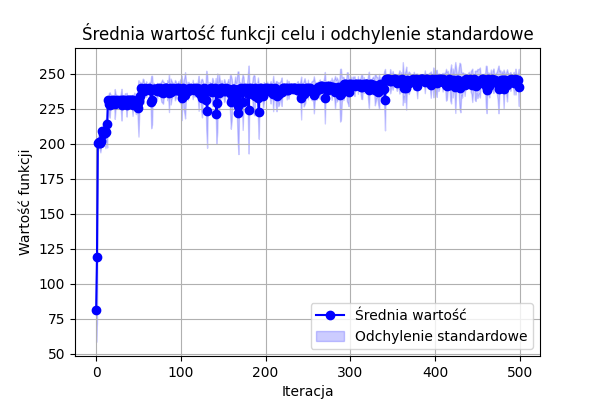 Średnia wartość funkcji celu i odchylenie standardowe
Wartość funkcji
250
225
200
175
150
125
100
75
50
0 100 200 300 400 500
Iteracja
Średnia wartość
Odchylenie standardowe